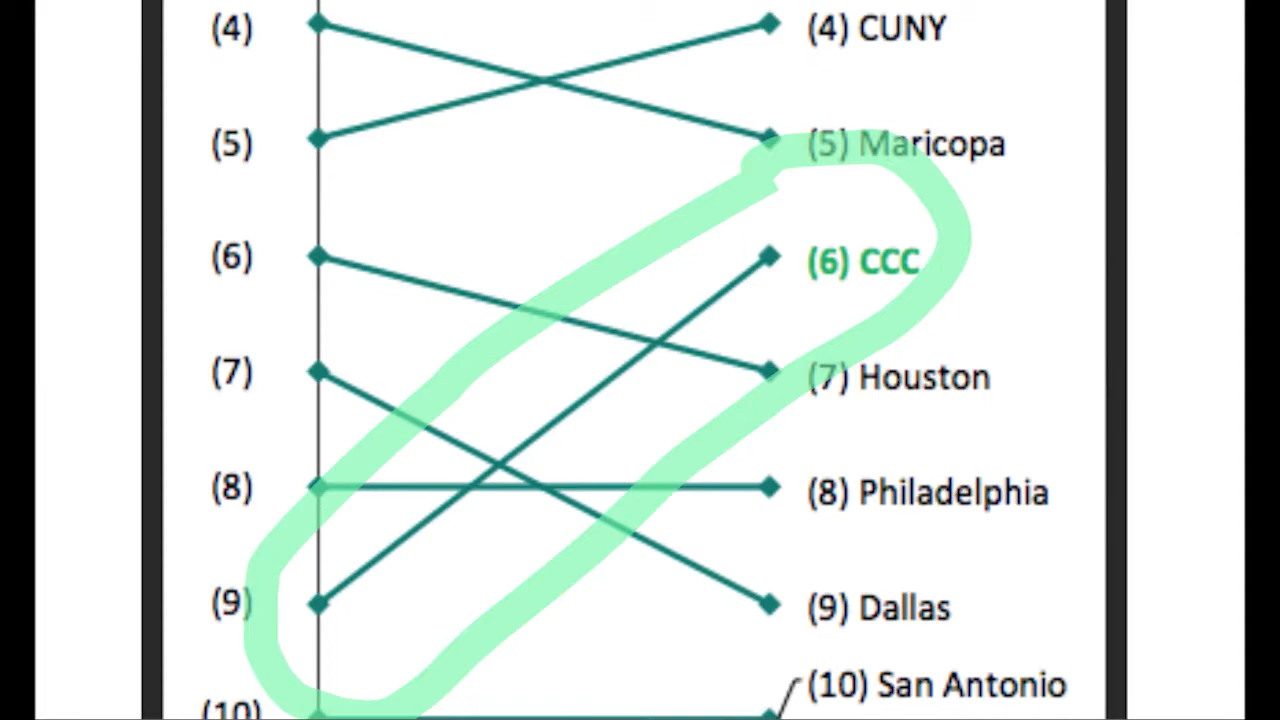 (4) (4) CUNY
(5) (5) Maricopa
(6) (6) CCC
(7) (7) Houston
(8) (8) Philadelphia
(9) (9) Dallas
(10) San Antonio
(10)